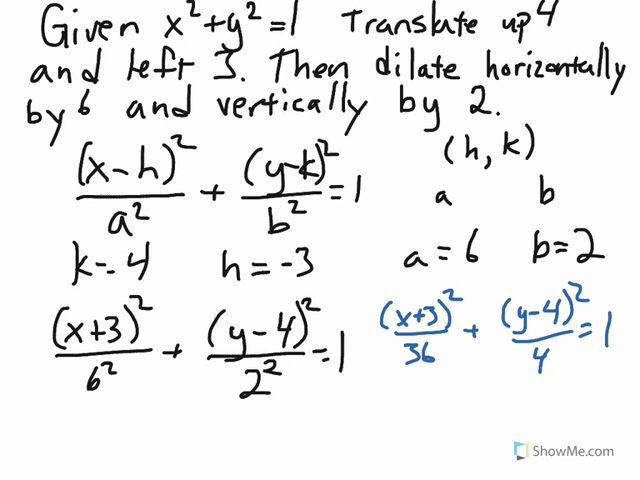 Given x² + y² = 1 Translate up 4
and left 3. Then dilate horizontally
by 6 and vertically by 2.
(h, k)
(x - h)²/a² + (y - k)²/b² = 1 a b
k = 4 h = -3 a = 6 b = 2
(x + 3)²/6² + (y - 4)²/2² = 1 (x + 3)²/36 + (y - 4)²/4 = 1
ShowMe.com